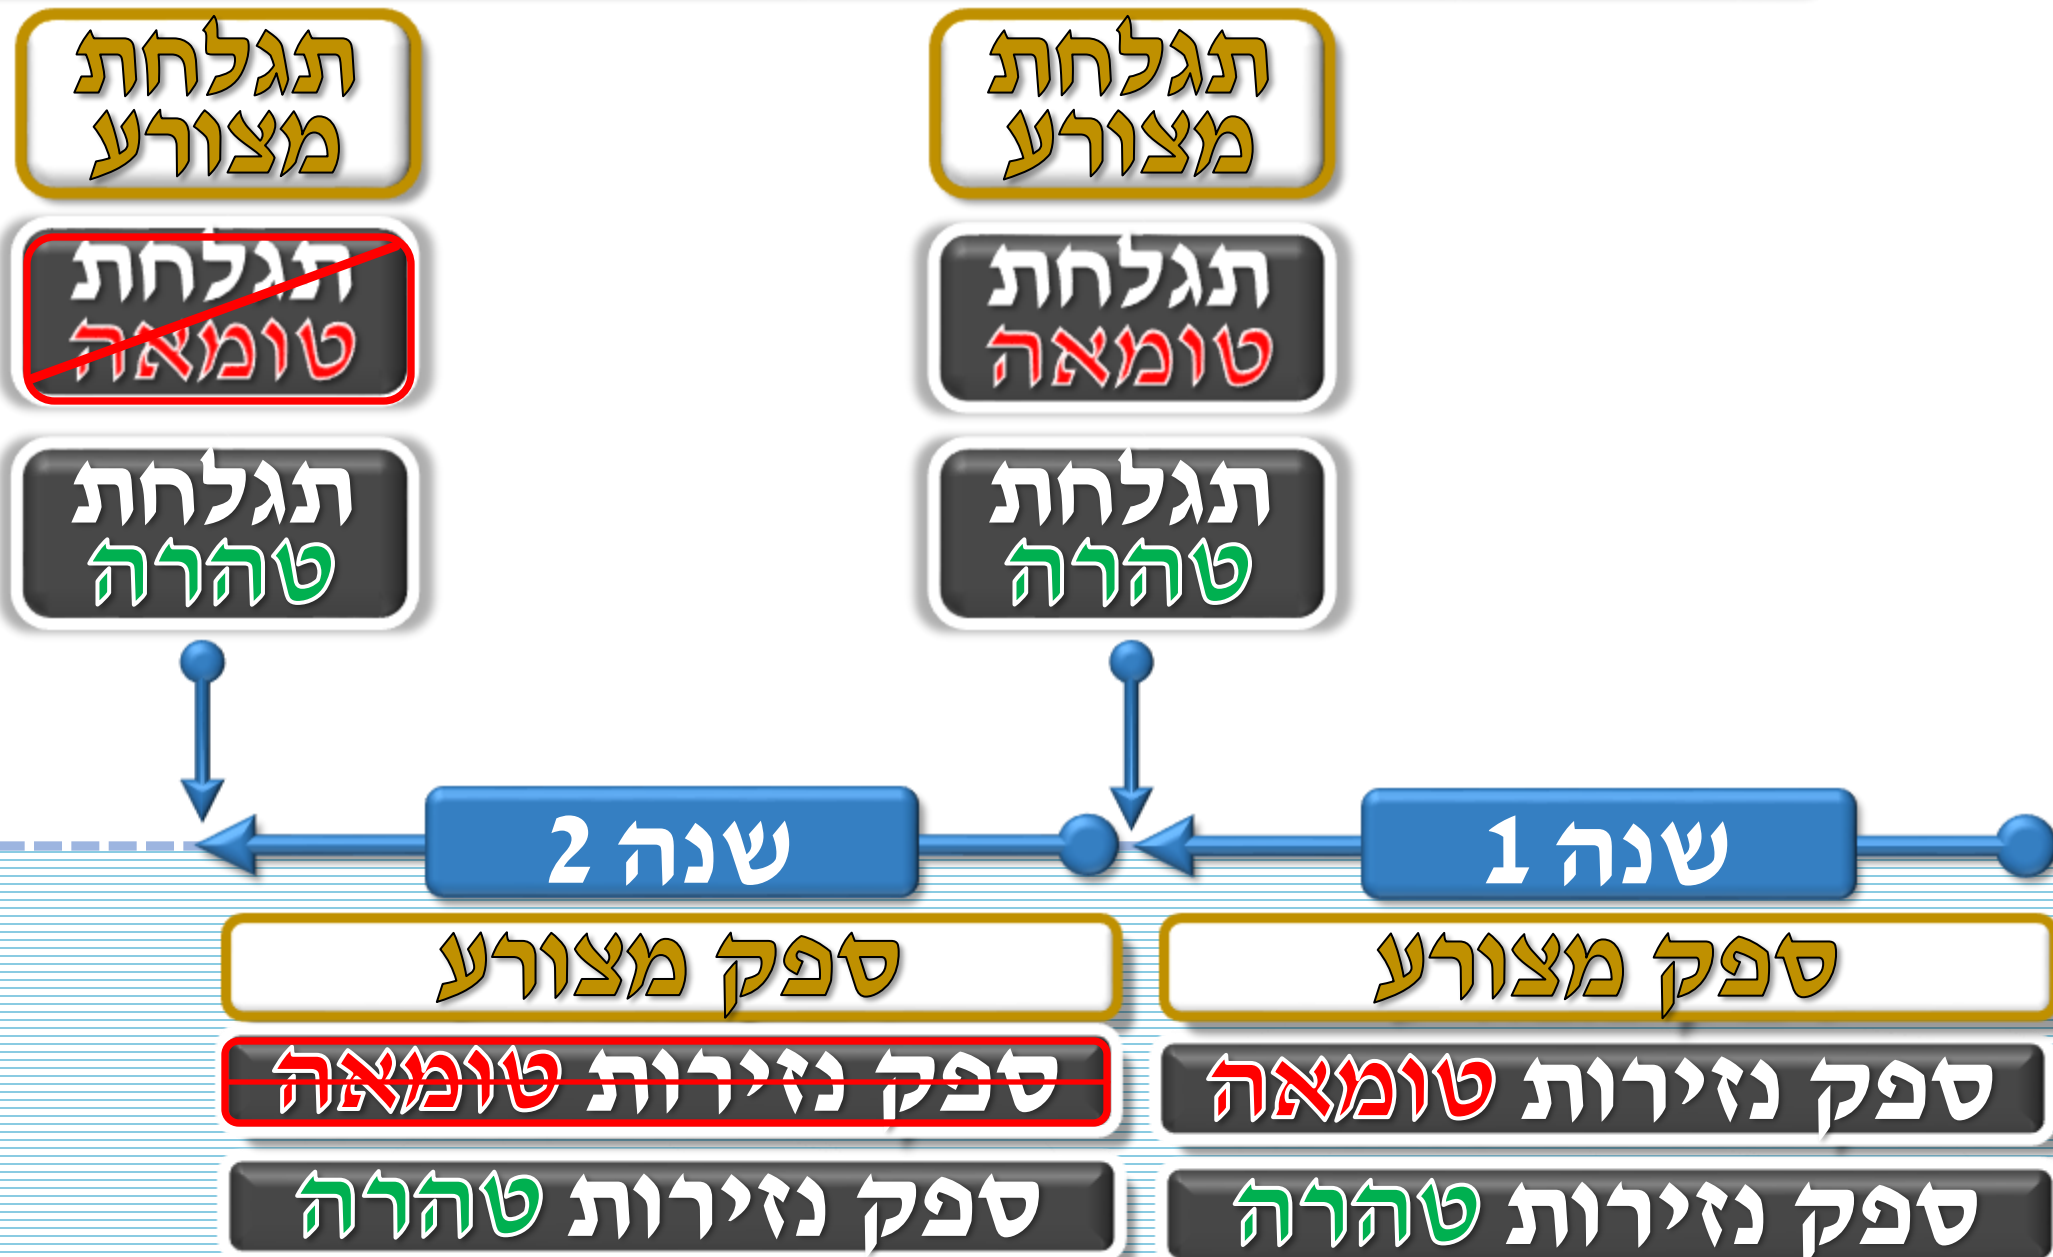 תגלחת
מצורע
תגלחת
טומאה
תגלחת
טהרה
תגלחת
מצורע
תגלחת
טומאה
תגלחת
טהרה
שנה 1
שנה 2
ספק מצורע
ספק נזירות טומאה
ספק נזירות טהרה
ספק מצורע
ספק נזירות טומאה
ספק נזירות טהרה